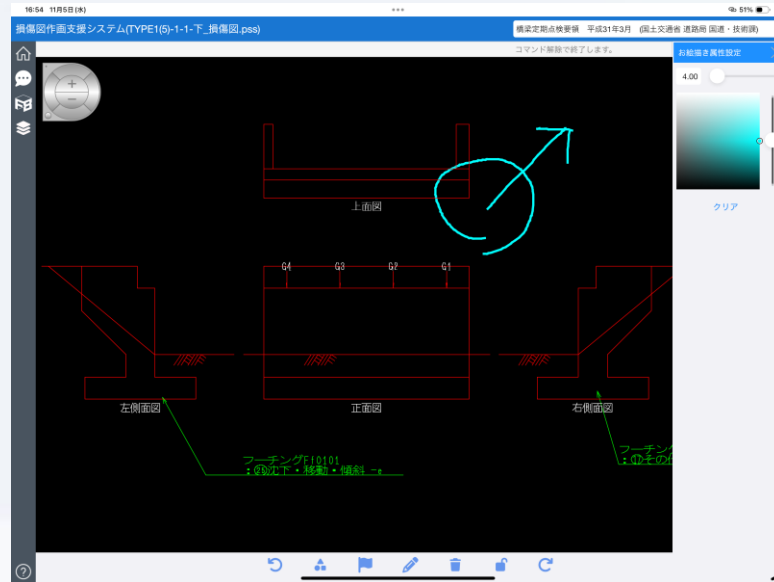 16:54 11月5日(水)
51%
損傷図作画支援システム(TYPE1(5)-1-1-下_損傷図.pss)
橋梁定期点検要領 平成31年3月 (国土交通省 道路局 国道・技術課)
コマンド解除で終了します。
お絵描き属性設定
4.00
クリア
上面図
G4 G3 G2 G1
左側面図
正面図
右側面図
フーチングFf0101
:㉕沈下・移動・傾斜 -e
フーチング
:⑰その他